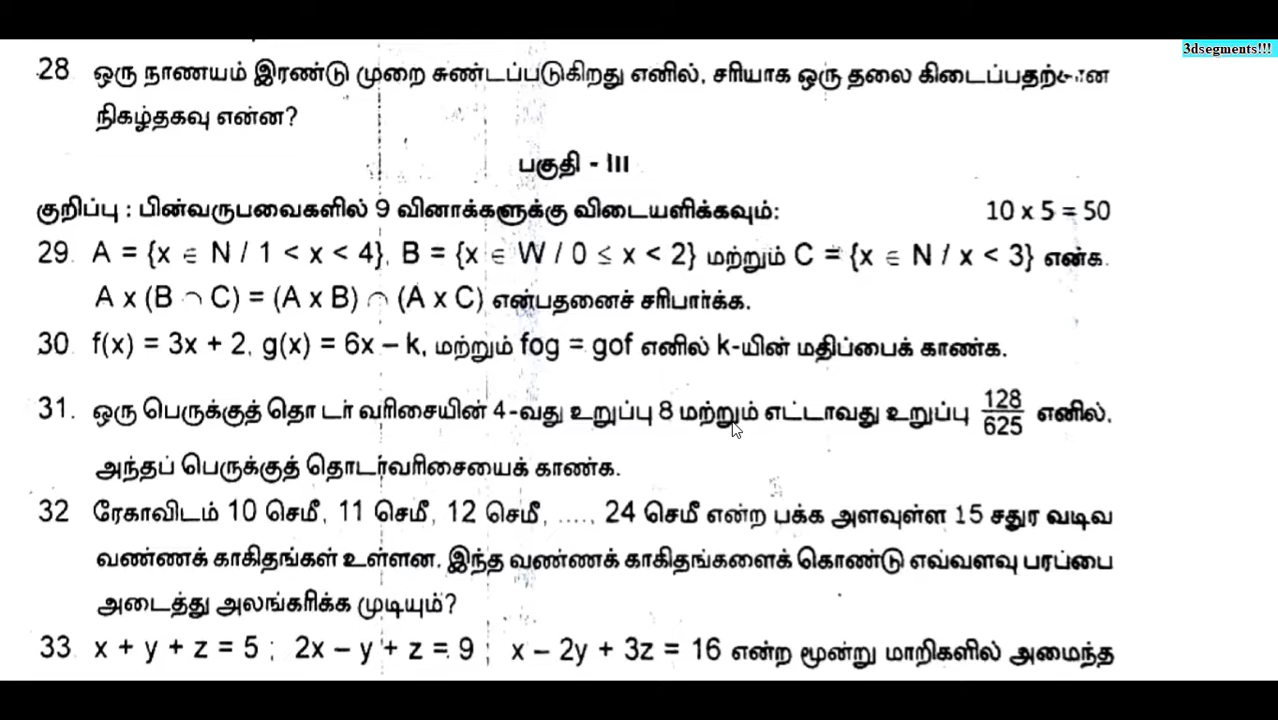 3dsegments!!!
28 ஒரு நாணயம் இரண்டு முறை சுண்டப்படுகிறது எனில், சரியாக ஒரு தலை
நிகழ்தகவு என்ன?
பகுதி - III
குறிப்பு : பின்வருபவைகளில் 9 வினாக்களுக்கு விடையளிக்கவும்: 10 x 5 = 50
29. A = {x ∈ N / 1 < x < 4}, B = {x ∈ W / 0 ≤ x < 2} மற்றும் C = {x ∈ N / x < 3} என்க.
A x (B ∩ C) = (A x B) ∩ (A x C) என்பதனைச் சரிபார்க்க.
30. f(x) = 3x + 2, g(x) = 6x – k, மற்றும் fog = gof எனில் k-யின் மதிப்பைக் காண்க.
31. ஒரு பெருக்குத் தொடர் வரிசையின் 4-வது உறுப்பு 8 மற்றும் எட்டாவது உறுப்பு 128/625 எனில்,
அந்தப் பெருக்குத் தொடர்வரிசையைக் காண்க.
32 ரேகாவிடம் 10 செமீ, 11 செமீ, 12 செமீ, ....., 24 செமீ என்ற பக்க அளவுள்ள 15 சதுர வடிவ
வண்ணக் காகிதங்கள் உள்ளன. இந்த வண்ணக் காகிதங்களைக் கொண்டு எவ்வளவு பரப்பை
அடைத்து அலங்கரிக்க முடியும்?
33 x + y + z = 5 ; 2x – y + z = 9 ; x – 2y + 3z = 16 என்ற மூன்று மாறிகளில் அமைந்த